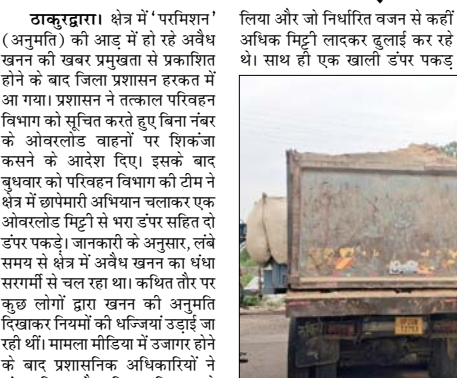 ठाकुरद्वारा। क्षेत्र में 'परमिशन'
(अनुमति) की आड़ में हो रहे अवैध
खनन की खबर प्रमुखता से प्रकाशित
होने के बाद जिला प्रशासन हरकत में
आ गया। प्रशासन ने तत्काल परिवहन
विभाग को सूचित करते हुए बिना नंबर
के ओवरलोड वाहनों पर शिकंजा
कसने के आदेश दिए। इसके बाद
बुधवार को परिवहन विभाग की टीम ने
क्षेत्र में छापेमारी अभियान चलाकर एक
ओवरलोड मिट्टी से भरा डंपर सहित दो
डंपर पकड़े। जानकारी के अनुसार, लंबे
समय से क्षेत्र में अवैध खनन का धंधा
सरगर्मी से चल रहा था। कथित तौर पर
कुछ लोगों द्वारा खनन की अनुमति
दिखाकर नियमों की धज्जियां उड़ाई जा
रही थीं। मामला मीडिया में उजागर होने
के बाद प्रशासनिक अधिकारियों ने
लिया और जो निर्धारित वजन से कहीं
अधिक मिट्टी लादकर ढुलाई कर रहे
थे। साथ ही एक खाली डंपर पकड़